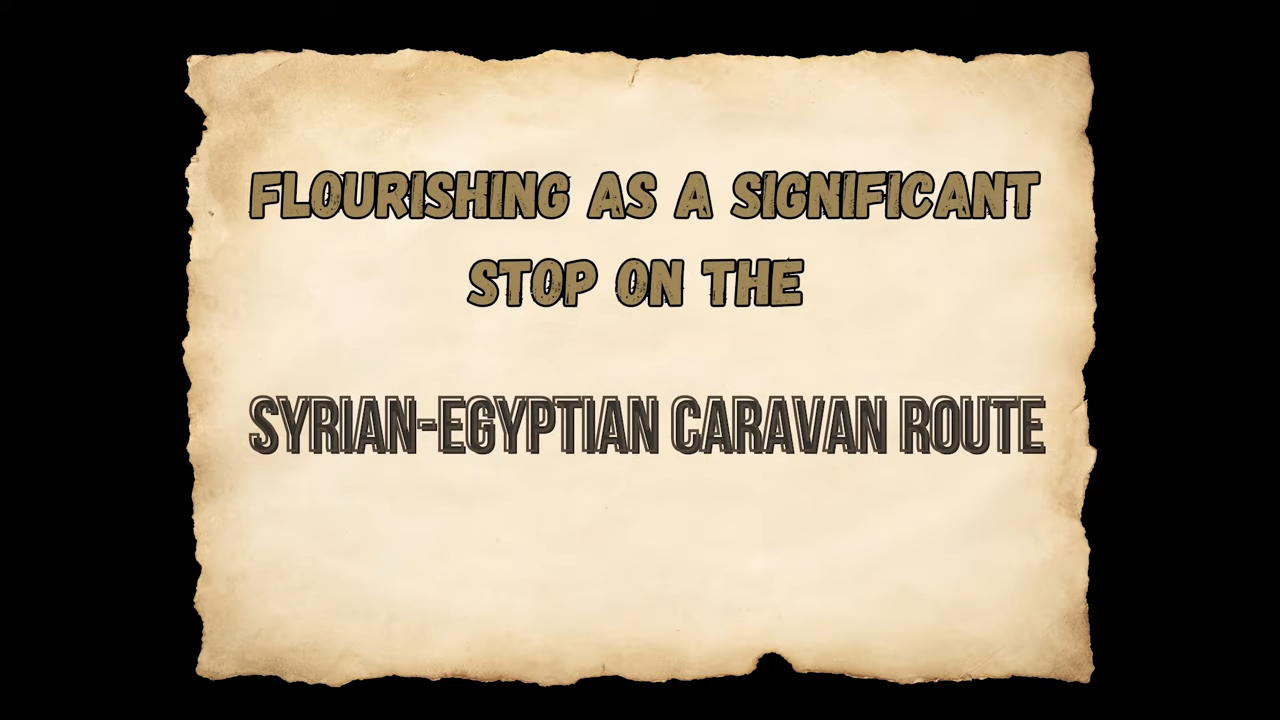 FLOURISHING AS A SIGNIFICANT
STOP ON THE
SYRIAN-EGYPTIAN CARAVAN ROUTE